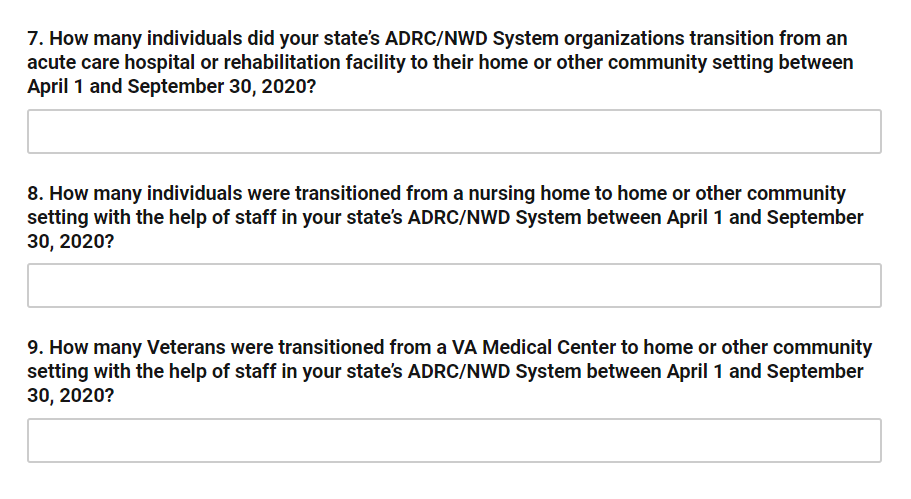 7. How many individuals did your state's ADRC/NWD System organizations transition from an
acute care hospital or rehabilitation facility to their home or other community setting between
April 1 and September 30, 2020?
8. How many individuals were transitioned from a nursing home to home or other community
setting with the help of staff in your state's ADRC/NWD System between April 1 and September
30, 2020?
9. How many Veterans were transitioned from a VA Medical Center to home or other community
setting with the help of staff in your state's ADRC/NWD System between April 1 and September
30, 2020?